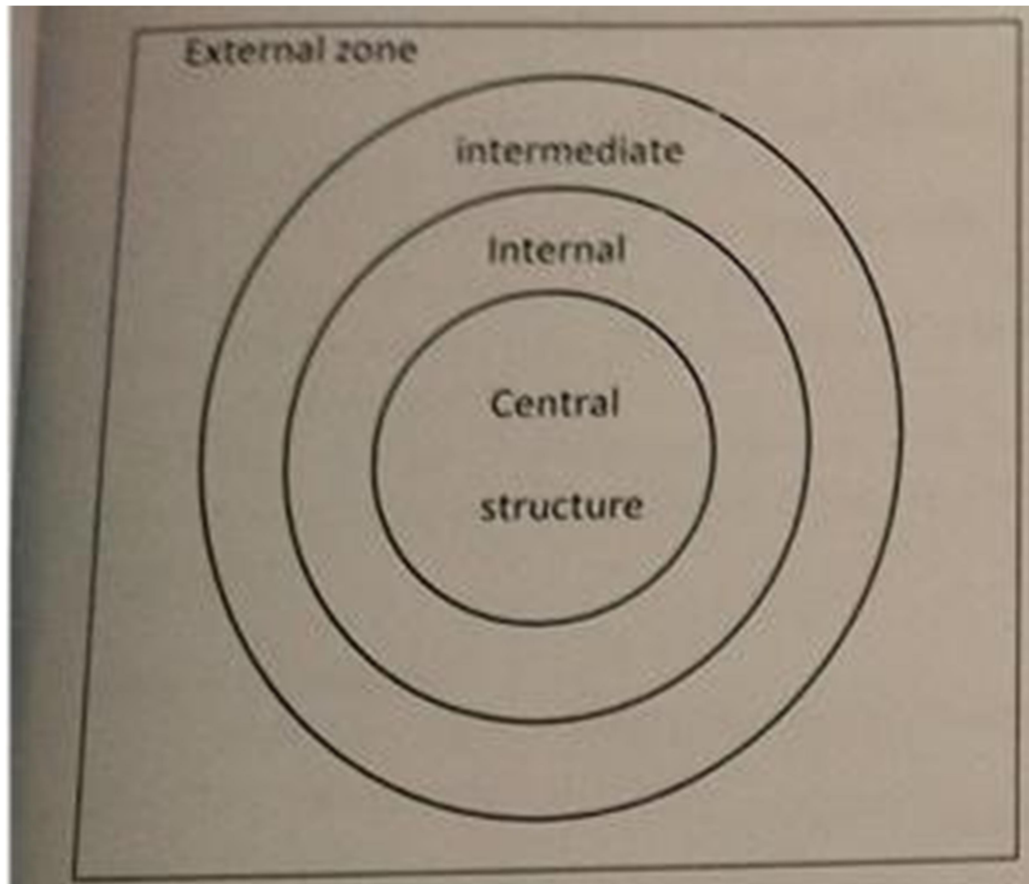 External zone
intermediate
Internal
Central
structure